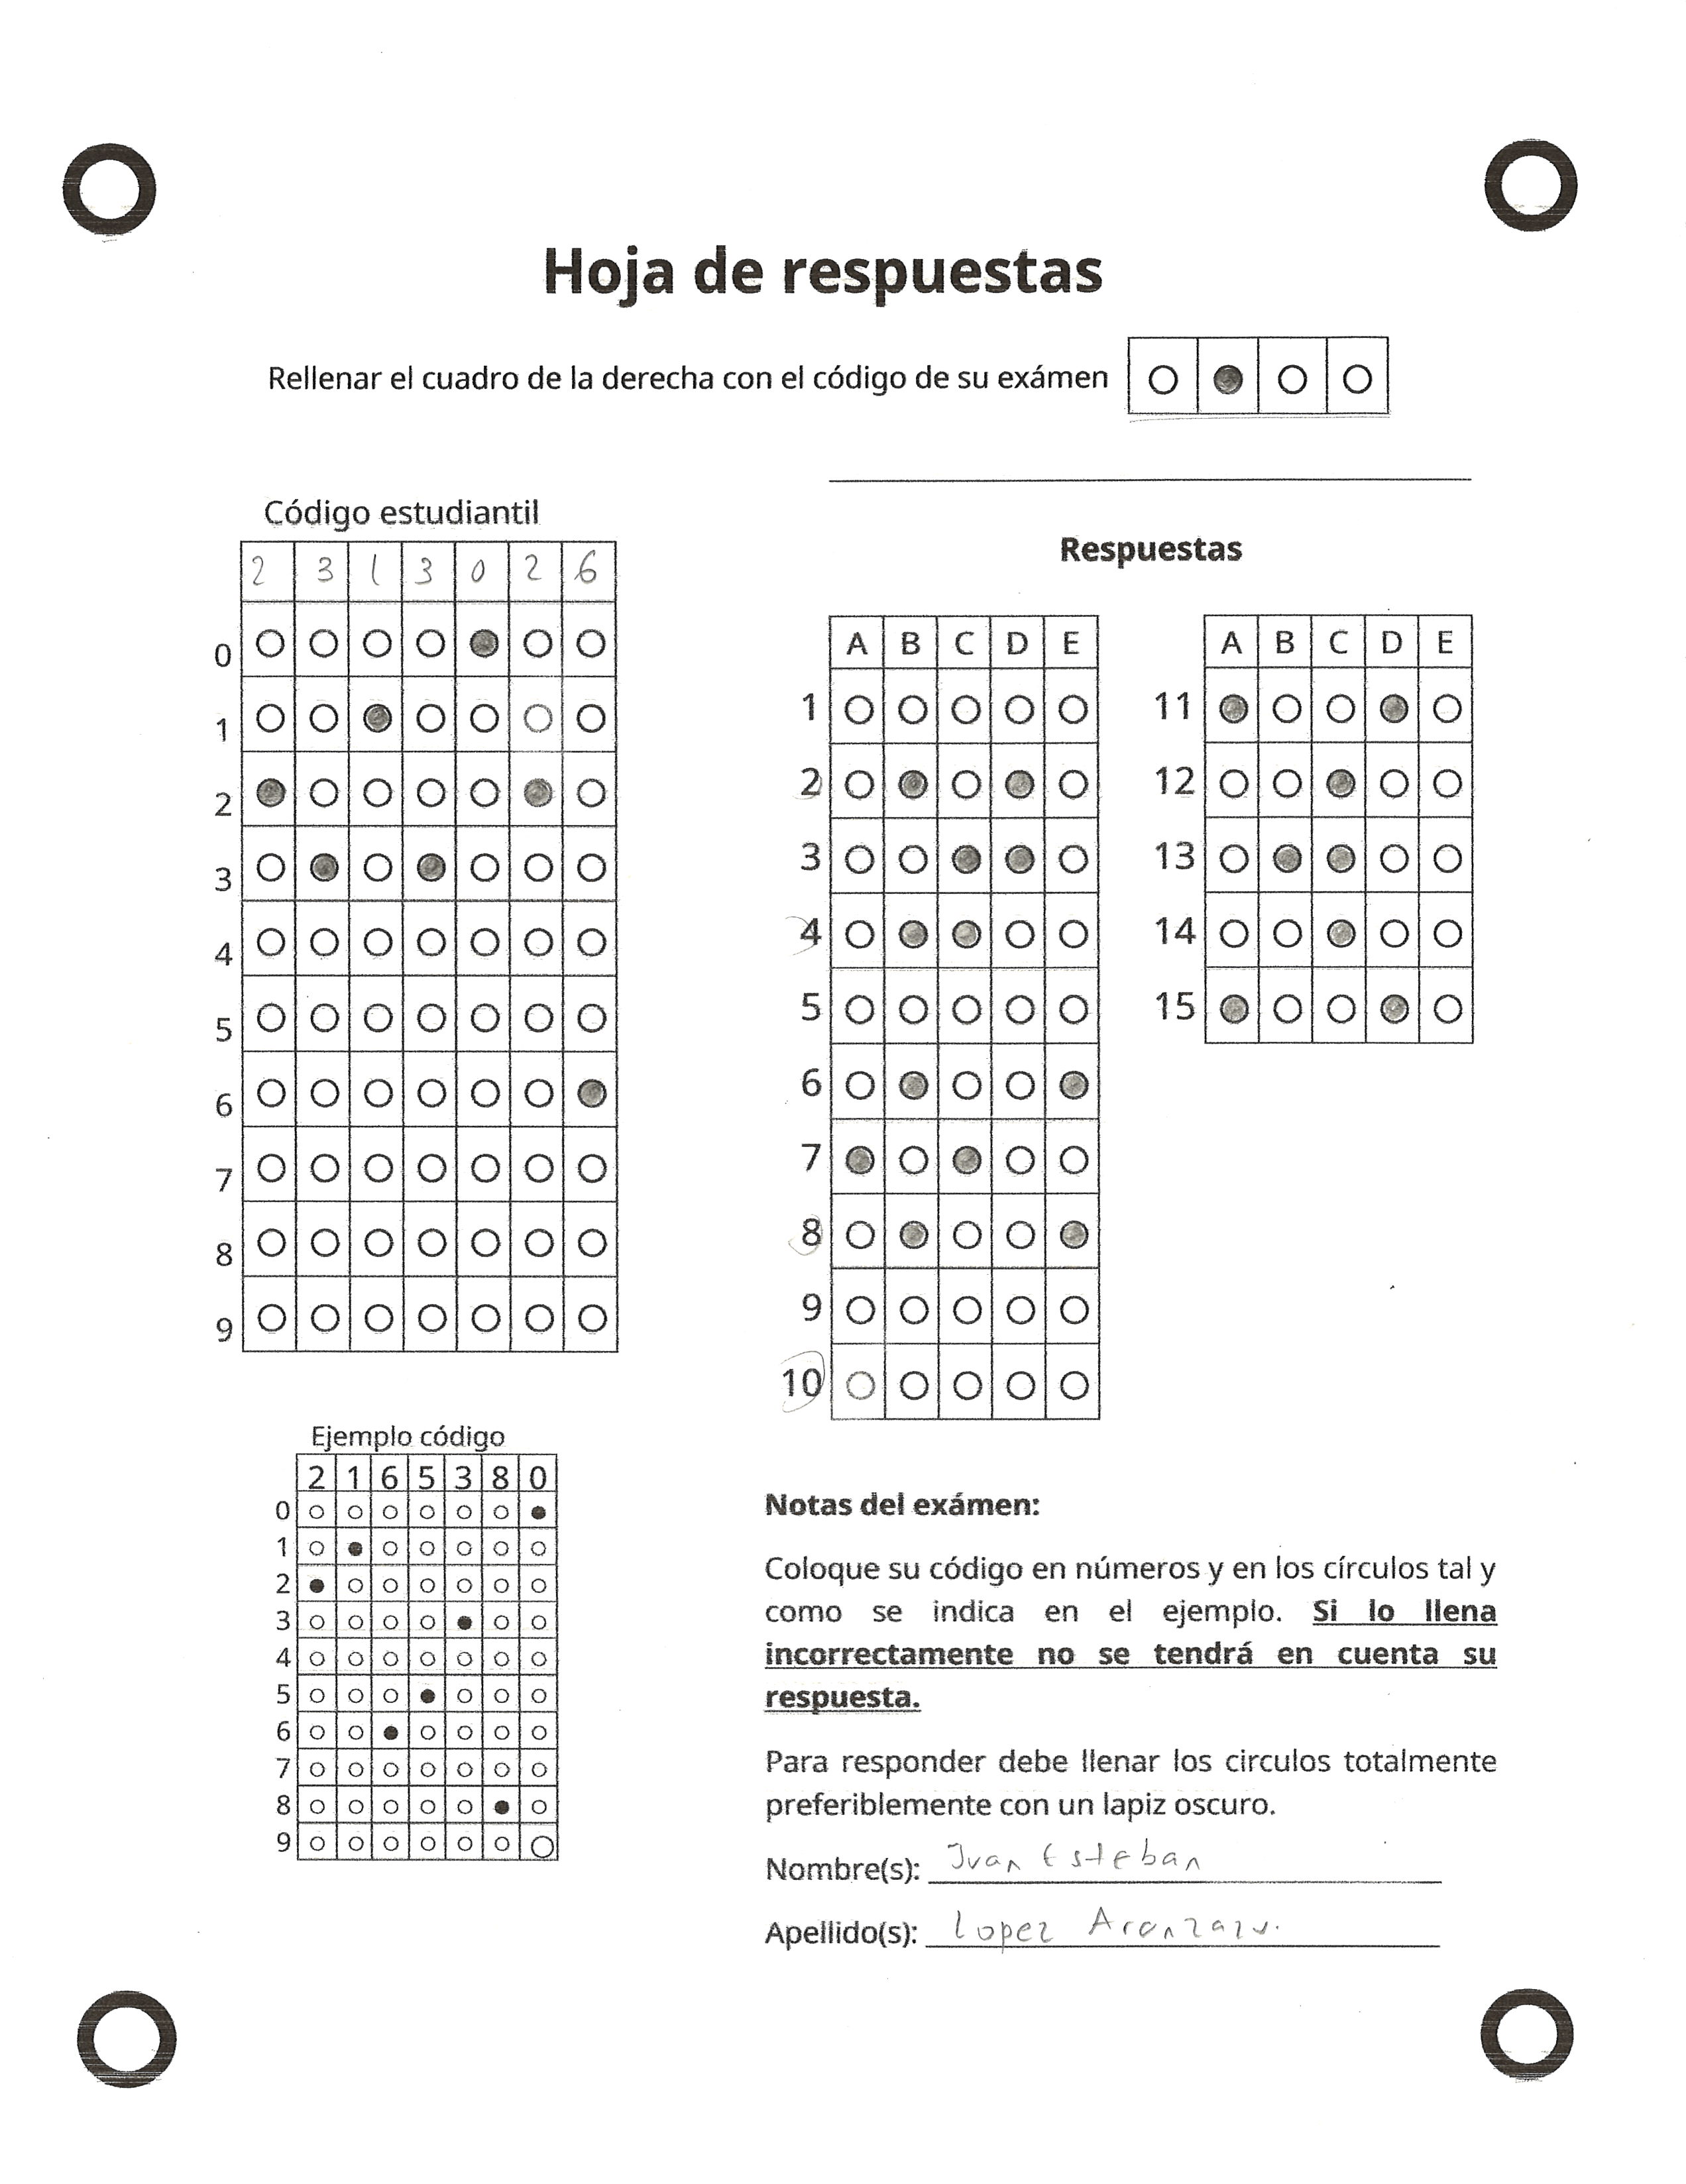 Hoja de respuestas
Rellenar el cuadro de la derecha con el código de su exámen
Código estudiantil
2 3 1 3 0 2 6
0
1
2
3
4
5
6
7
8
9
Ejemplo código
2 1 6 5 3 8 0
0
1
2
3
4
5
6
7
8
9
Respuestas
A B C D E
1
2
3
4
5
6
7
8
9
10
A B C D E
11
12
13
14
15
Notas del exámen:
Coloque su código en números y en los círculos tal y
como se indica en el ejemplo. Si lo llena
incorrectamente no se tendrá en cuenta su
respuesta.
Para responder debe llenar los circulos totalmente
preferiblemente con un lapiz oscuro.
Nombre(s): Juan Esteban
Apellido(s): Lopez Aranzazu.